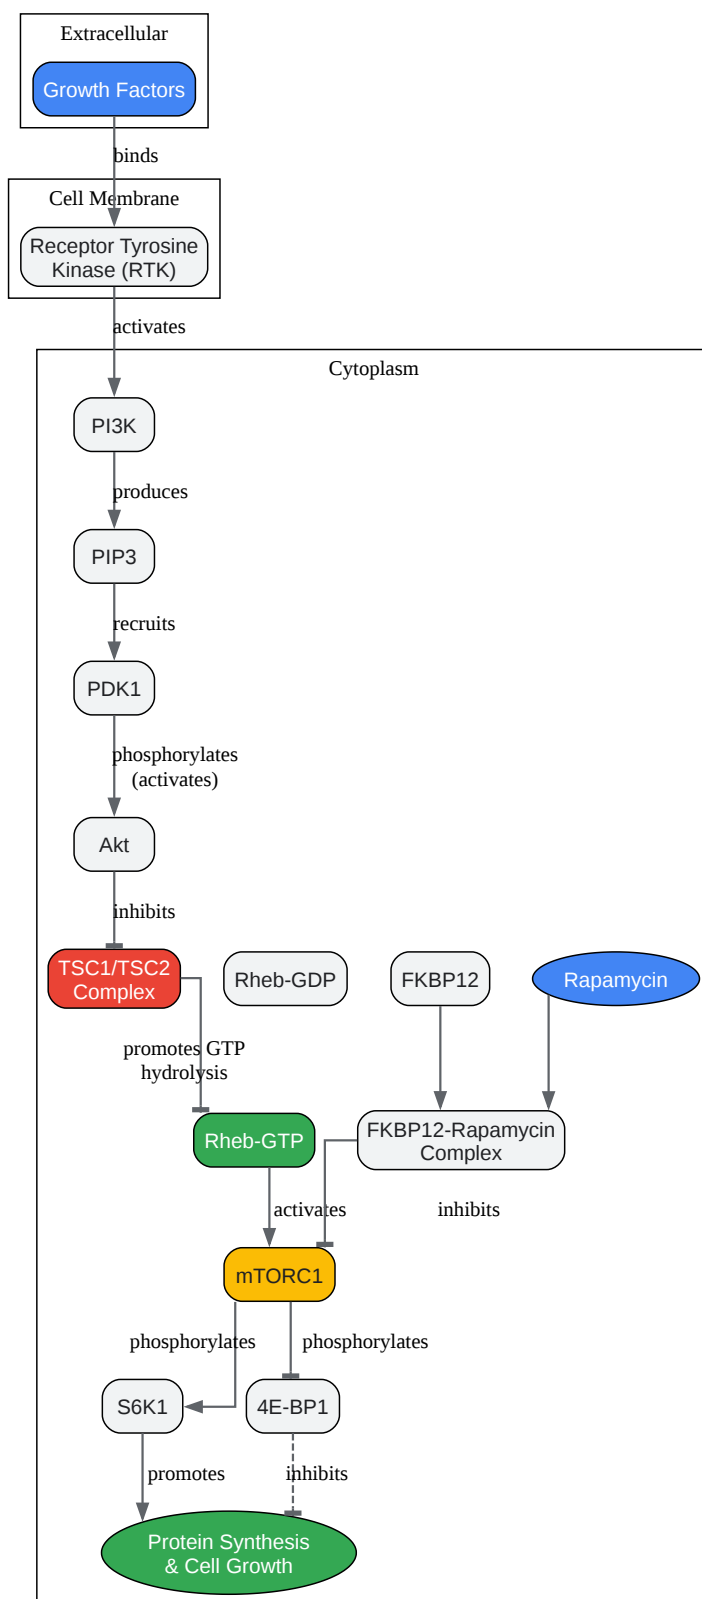 Extracellular
Growth Factors
binds
Cell Membrane
Receptor Tyrosine
Kinase (RTK)
activates
Cytoplasm
PI3K
produces
PIP3
recruits
PDK1
phosphorylates
(activates)
Akt
inhibits
TSC1/TSC2
Complex
Rheb-GDP
FKBP12
Rapamycin
promotes GTP
hydrolysis
Rheb-GTP
FKBP12-Rapamycin
Complex
activates
inhibits
mTORC1
phosphorylates
phosphorylates
S6K1
4E-BP1
promotes
inhibits
Protein Synthesis
& Cell Growth